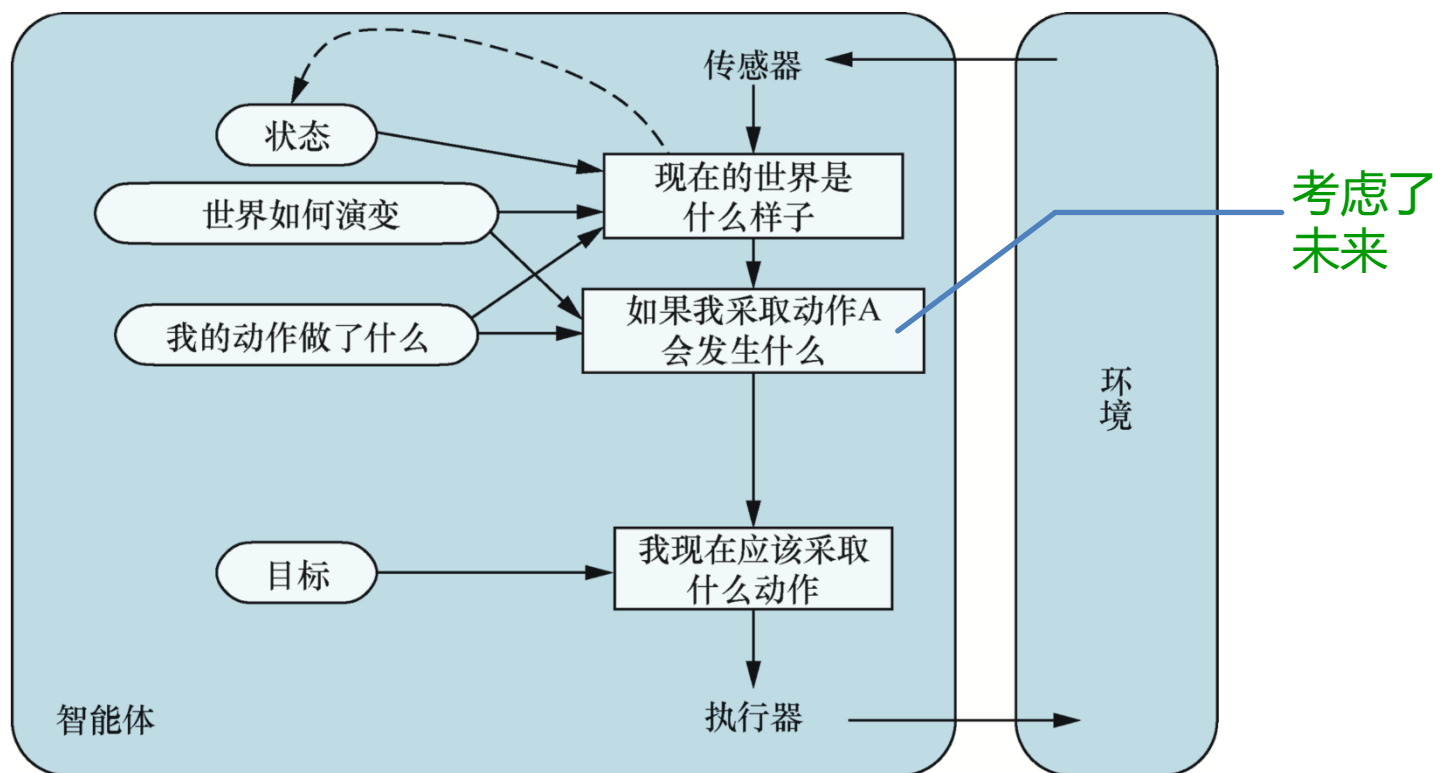 传感器
状态
现在的世界是
什么样子
世界如何演变
考虑了
未来
如果我采取动作A
会发生什么
我的动作做了什么
环
境
我现在应该采取
什么动作
目标
智能体
执行器